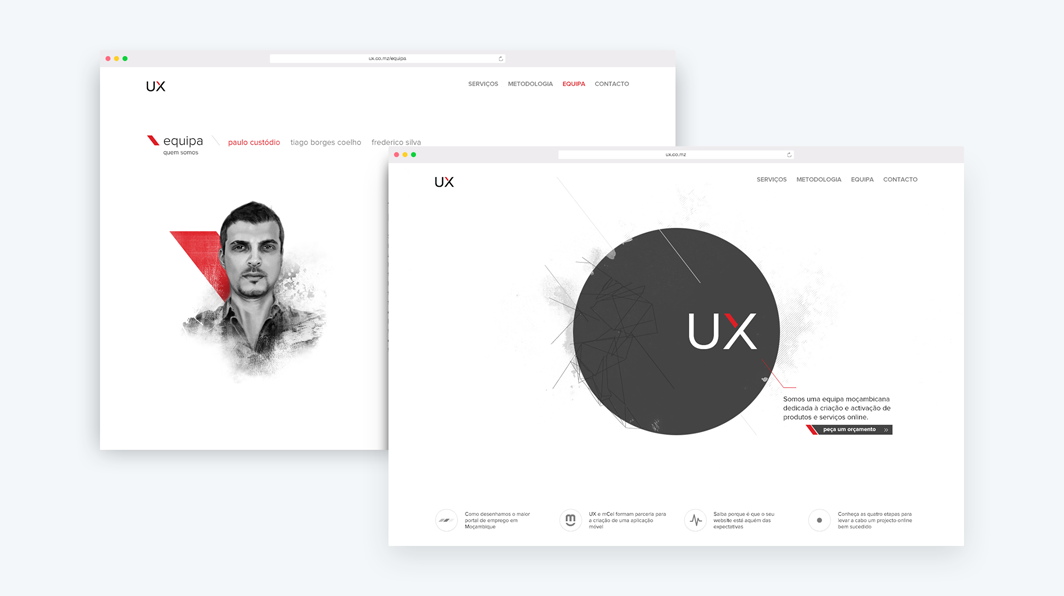 ux.co.mz/equipa
UX
SERVIÇOS METODOLOGIA EQUIPA CONTACTO
equipa
quem somos
paulo custódio tiago borges coelho frederico silva
ux.co.mz
UX
SERVIÇOS METODOLOGIA EQUIPA CONTACTO
UX
Somos uma equipa moçambicana
dedicada à criação e activação de
produtos e serviços online.
peça um orçamento »
Como desenhamos o maior
portal de emprego em
Moçambique
UX e mCel formam parceria para
a criação de uma aplicação
móvel
Saiba porque é que o seu
website está aquém das
expectativas
Conheça as quatro etapas para
levar a cabo um projecto online
bem sucedido